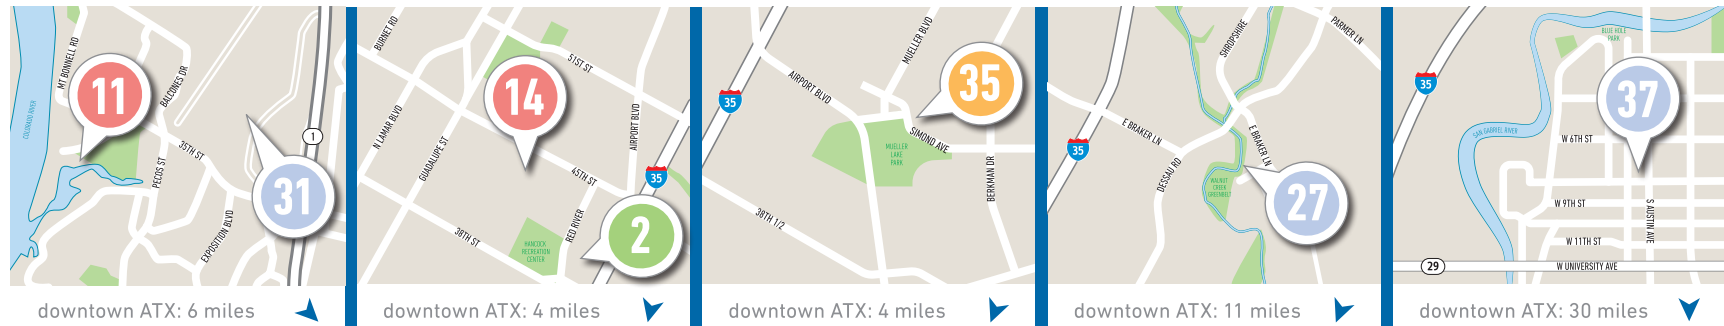 MT BONNELL RD
11
BALCONES DR
COLORADO RIVER
1
35TH ST
PECOS ST
31
EXPOSITION BLVD
downtown ATX: 6 miles
BURNET RD
51ST ST
14
N LAMAR BLVD
AIRPORT BLVD
GUADALUPE ST
45TH ST
35
2
RED RIVER
38TH ST
HANCOCK
RECREATION
CENTER
downtown ATX: 4 miles
MUELLER BLVD
AIRPORT BLVD
35
35
SIMOND AVE
MUELLER
LAKE
PARK
BERKMAN DR
38TH 1/2
downtown ATX: 4 miles
SHROPSHIRE
PARMER LN
E BRAKER LN
E BRAKER LN
35
DESSAU RD
WALNUT
CREEK
GREENBELT
27
downtown ATX: 11 miles
BLUE HOLE
PARK
35
37
SAN GABRIEL RIVER
W 6TH ST
W 9TH ST
S AUSTIN AVE
W 11TH ST
29
W UNIVERSITY AVE
downtown ATX: 30 miles